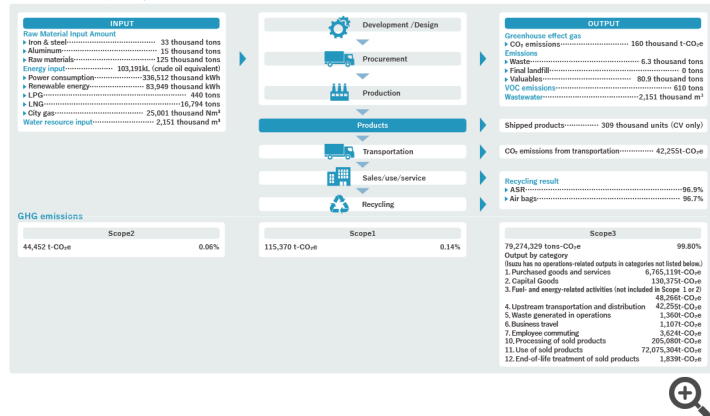 INPUT
Raw Material Input Amount
Iron & steel 33 thousand tons
Aluminum 15 thousand tons
Raw materials 125 thousand tons
Energy input 103,191kL (crude oil equivalent)
Power consumption 336,512 thousand kWh
Renewable energy 83,949 thousand kWh
LPG 440 tons
LNG 16,794 tons
City gas 25,001 thousand Nm³
Water resource input 2,151 thousand m³
Development /Design
Procurement
Production
Products
Transportation
Sales/use/service
Recycling
OUTPUT
Greenhouse effect gas
CO₂ emissions 160 thousand t-CO₂e
Emissions
Waste 6.3 thousand tons
Final landfill 0 tons
Valuables 80.9 thousand tons
VOC emissions 610 tons
Wastewater 2,151 thousand m³
Shipped products 309 thousand units (CV only)
CO₂ emissions from transportation 42,255t-CO₂e
Recycling result
ASR 96.9%
Air bags 96.7%
GHG emissions
Scope2
44,452 t-CO₂e 0.06%
Scope1
115,370 t-CO₂e 0.14%
Scope3
79,274,329 tons-CO₂e 99.80%
Output by category
(Isuzu has no operations-related outputs in categories not listed below.)
1. Purchased goods and services 6,765,119t-CO₂e
2. Capital Goods 130,375t-CO₂e
3. Fuel- and energy-related activities (not included in Scope 1 or 2)
48,266t-CO₂e
4. Upstream transportation and distribution 42,255t-CO₂e
5. Waste generated in operations 1,360t-CO₂e
6. Business travel 1,107t-CO₂e
7. Employee commuting 3,624t-CO₂e
10. Processing of sold products 205,080t-CO₂e
11. Use of sold products 72,075,304t-CO₂e
12. End-of-life treatment of sold products 1,839t-CO₂e